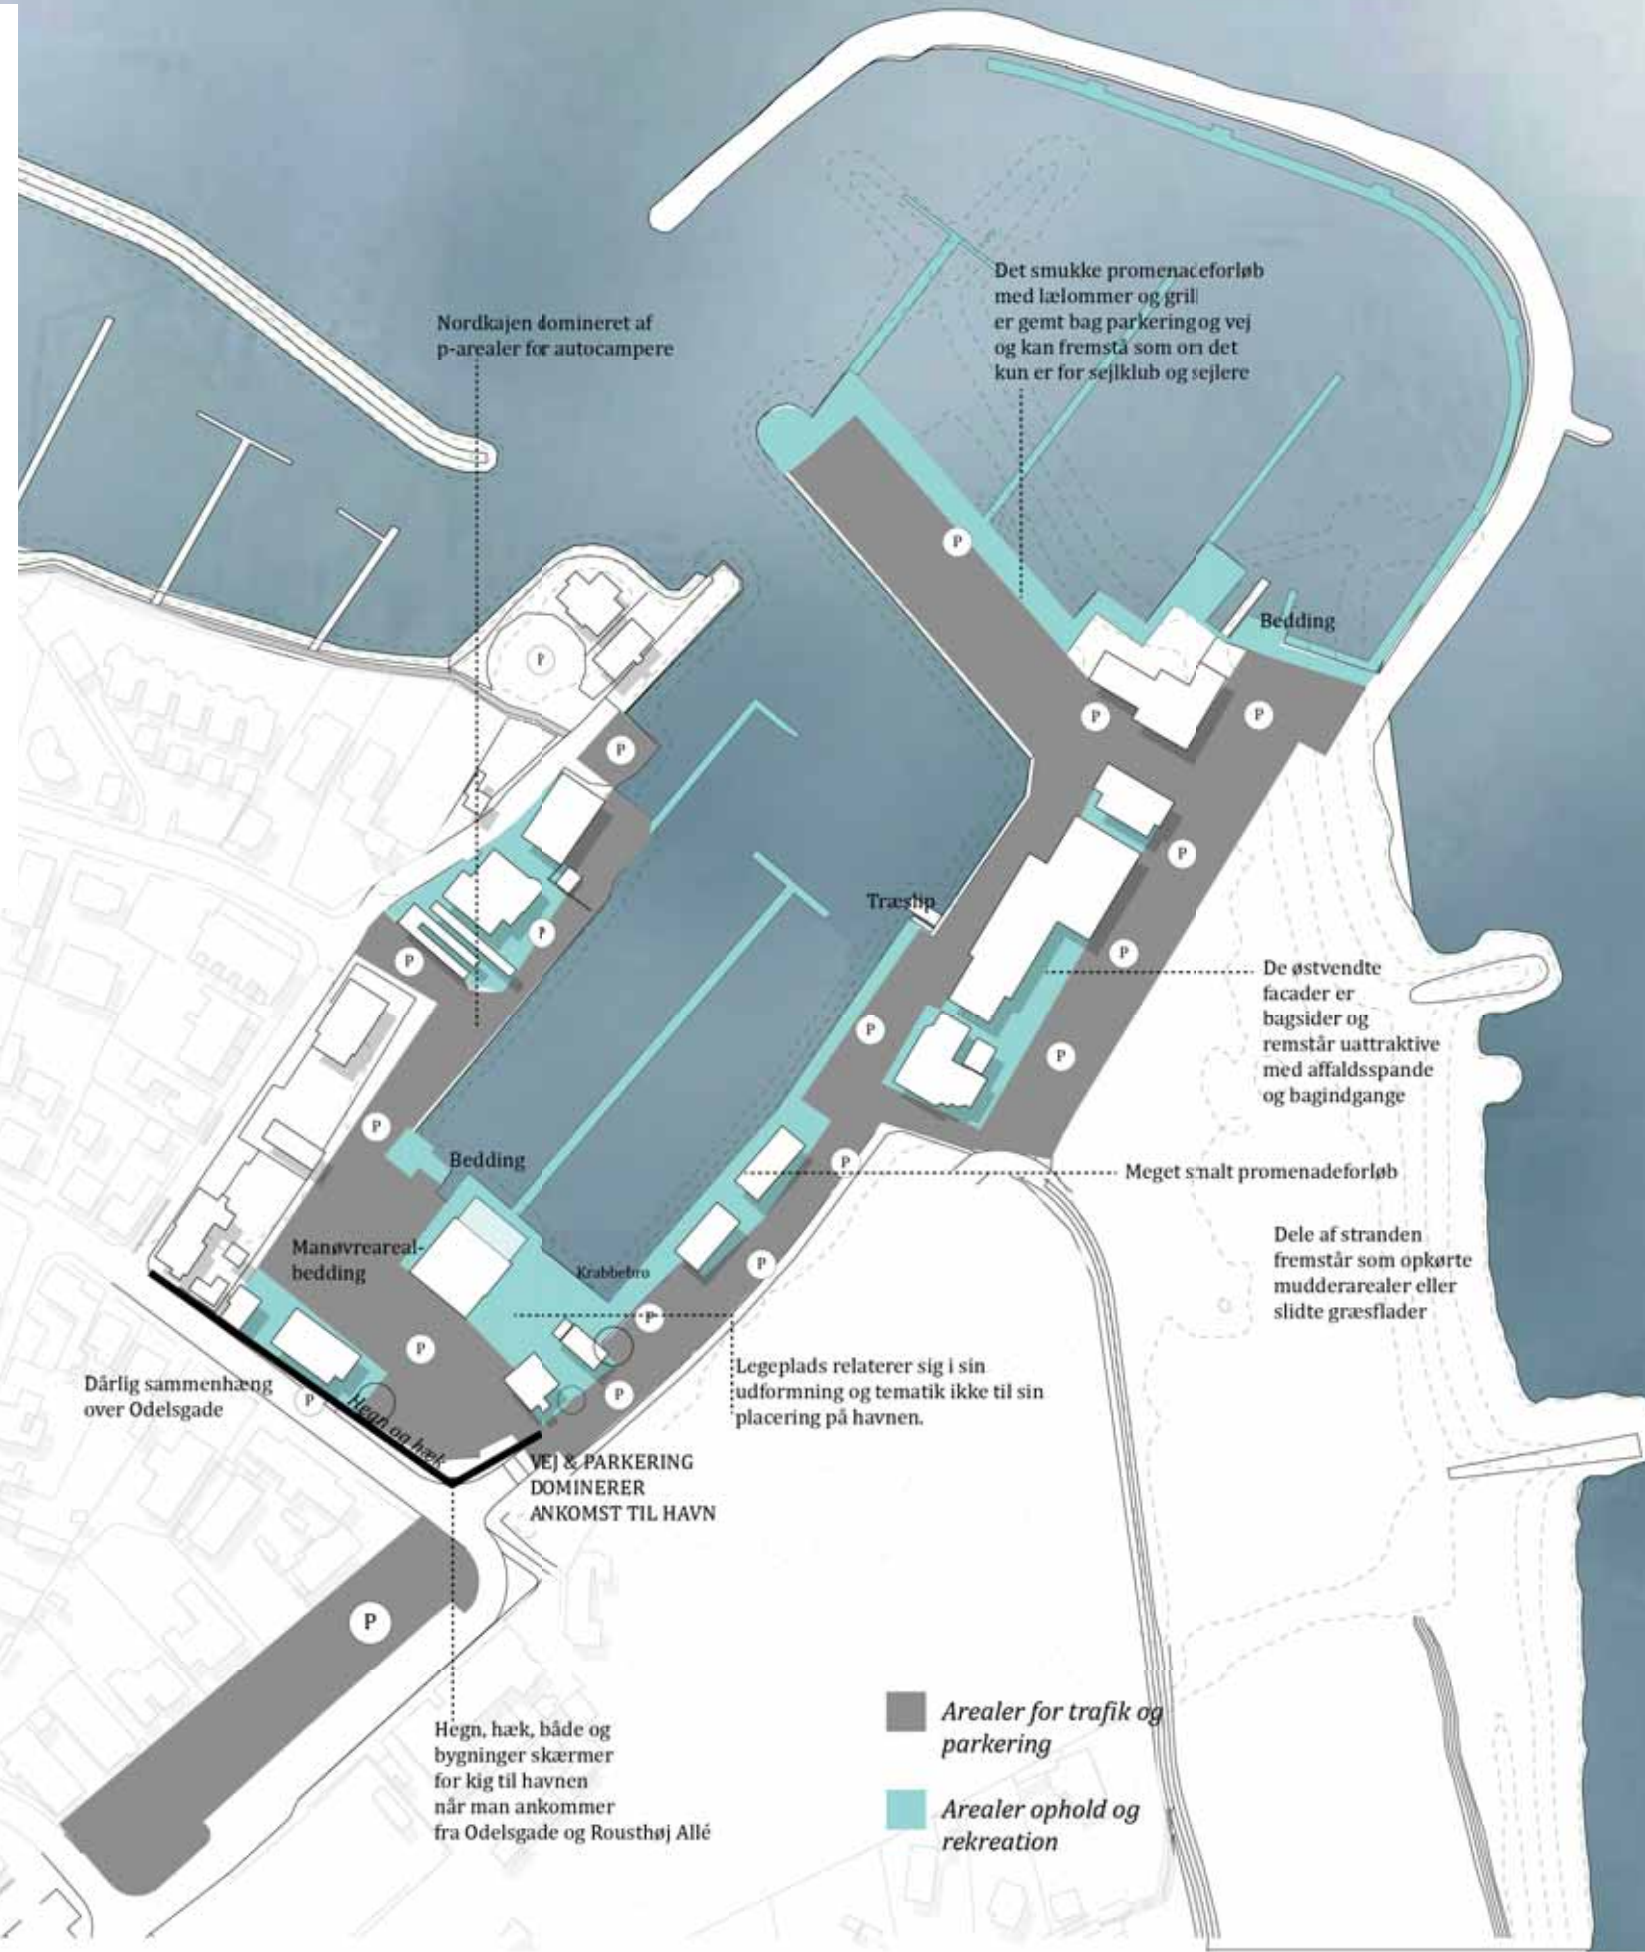 Nordkajen domineret af
p-arealer for autocampere
Det smukke promenadeforløb
med lælommer og grill
er gemt bag parkering og vej
og kan fremstå som om det
kun er for sejlklub og sejlere
P
Bedding
P
P
P
P
P
Træslip
P
P
P
P
De østvendte
facader er
bagsider og
remstår uattraktive
med affaldsspande
og bagindgange
P
P
P
Bedding
P
Meget smalt promenadeforløb
Manøvreareal-
bedding
Krabbebro
P
Dele af stranden
fremstår som opkørte
mudderarealer eller
slidte græsflader
P
P
Legeplads relaterer sig i sin
udformning og tematik ikke til sin
placering på havnen.
Dårlig sammenhæng
over Odelsgade
P
P
Hegn og hæk
VEJ & PARKERING
DOMINERER
ANKOMST TIL HAVN
P
Hegn, hæk, både og
bygninger skærmer
for kig til havnen
når man ankommer
fra Odelsgade og Rousthøj Allé
Arealer for trafik og
parkering
Arealer ophold og
rekreation